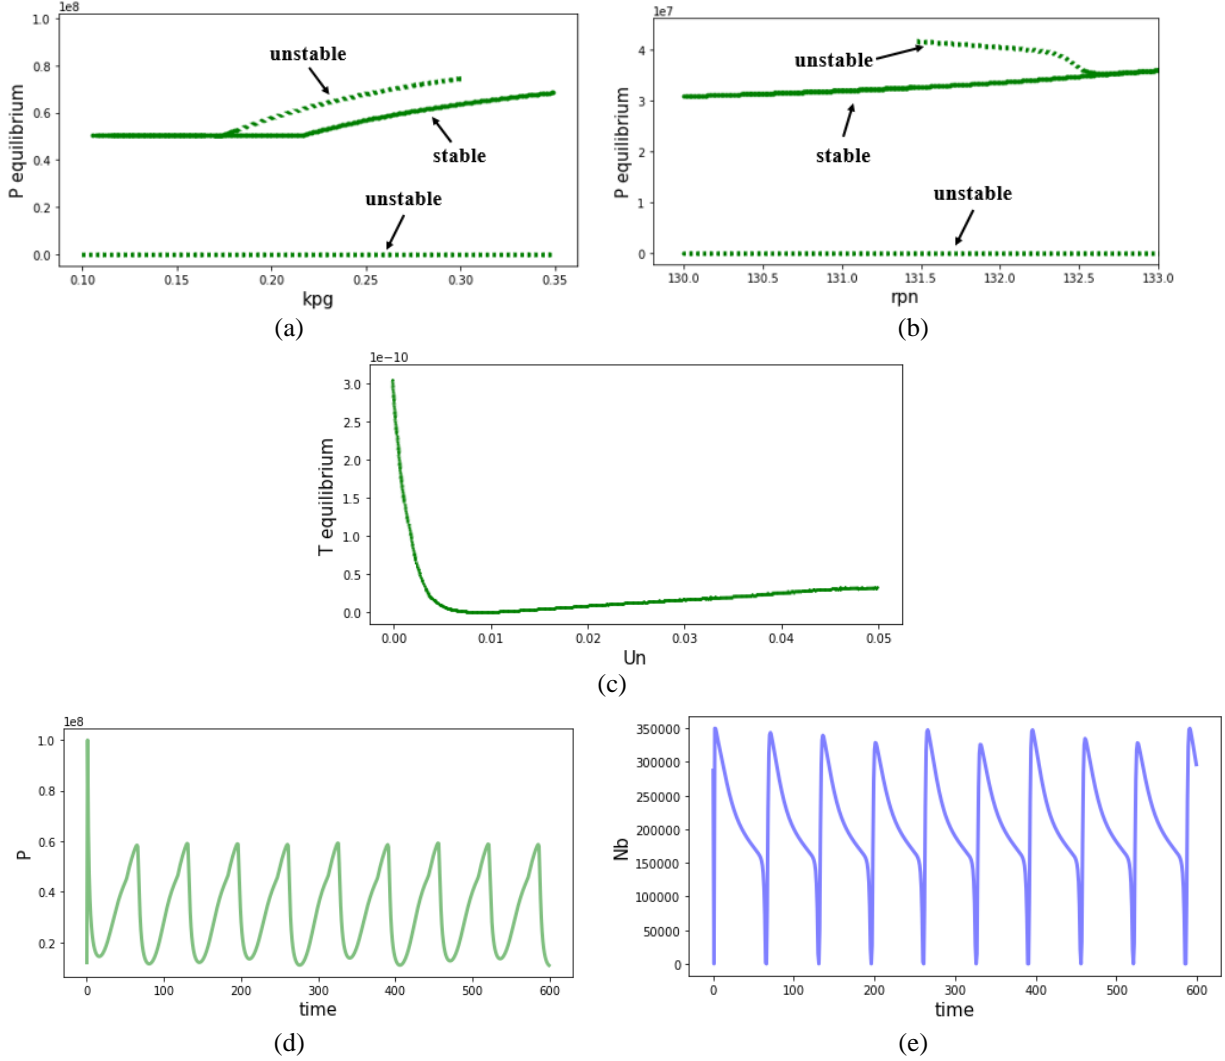 1e8
1.0
0.8
0.6
0.4
0.2
0.0
P equilibrium
unstable
stable
unstable
0.10 0.15 0.20 0.25 0.30 0.35
kpg
(a)
1e7
4
3
2
1
0
P equilibrium
unstable
stable
unstable
130.0 130.5 131.0 131.5 132.0 132.5 133.0
rpn
(b)
1e−10
3.0
2.5
2.0
1.5
1.0
0.5
0.0
T equilibrium
0.00 0.01 0.02 0.03 0.04 0.05
Un
(c)
1e8
1.0
0.8
0.6
0.4
0.2
P
0 100 200 300 400 500 600
time
(d)
350000
300000
250000
200000
150000
100000
50000
0
Nb
0 100 200 300 400 500 600
time
(e)